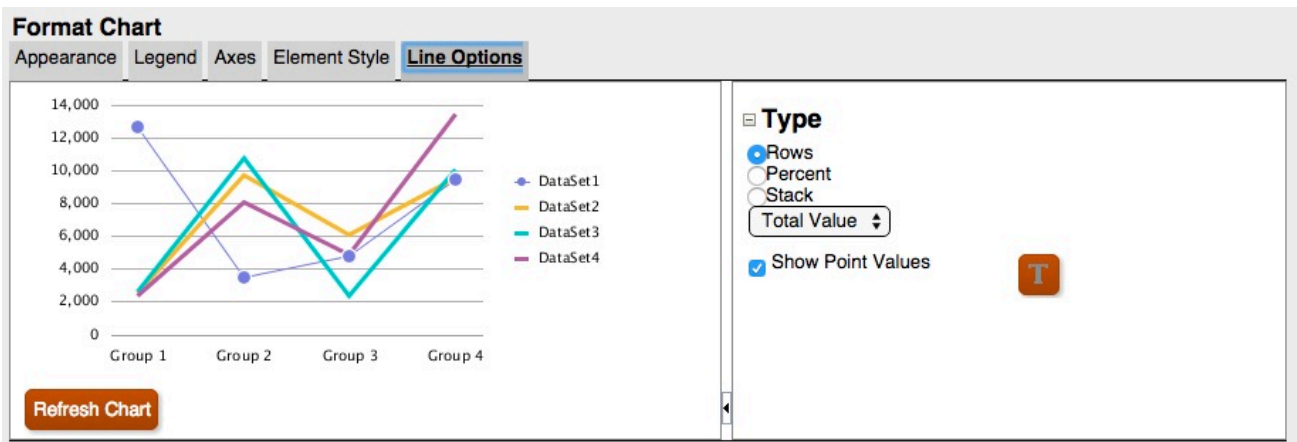 Format Chart
Appearance Legend Axes Element Style Line Options
14,000
12,000
10,000
8,000
6,000
4,000
2,000
0
Group 1 Group 2 Group 3 Group 4
DataSet1
DataSet2
DataSet3
DataSet4
Refresh Chart
Type
Rows
Percent
Stack
Total Value
Show Point Values
T